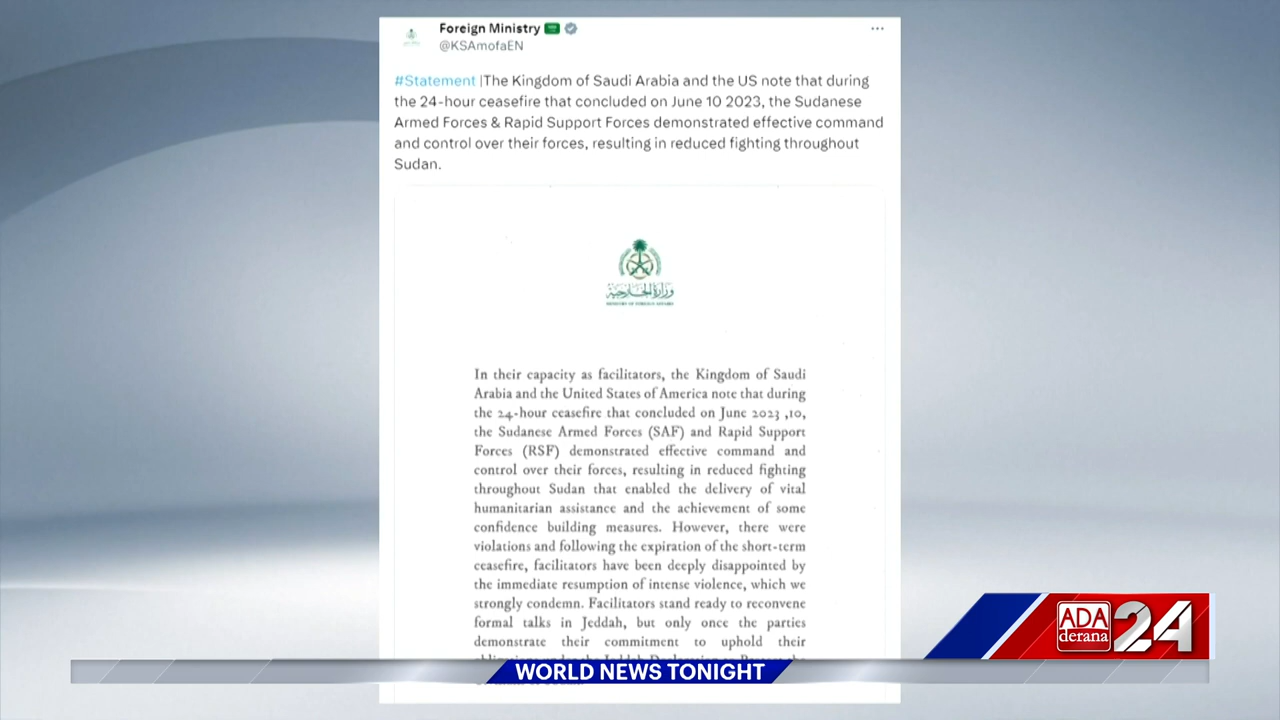 Foreign Ministry
@KSAmofaEN
#Statement |The Kingdom of Saudi Arabia and the US note that during
the 24-hour ceasefire that concluded on June 10 2023, the Sudanese
Armed Forces & Rapid Support Forces demonstrated effective command
and control over their forces, resulting in reduced fighting throughout
Sudan.
وزارة الخارجية
MINISTRY OF FOREIGN AFFAIRS
In their capacity as facilitators, the Kingdom of Saudi
Arabia and the United States of America note that during
the 24-hour ceasefire that concluded on June 2023 ,10,
the Sudanese Armed Forces (SAF) and Rapid Support
Forces (RSF) demonstrated effective command and
control over their forces, resulting in reduced fighting
throughout Sudan that enabled the delivery of vital
humanitarian assistance and the achievement of some
confidence building measures. However, there were
violations and following the expiration of the short-term
ceasefire, facilitators have been deeply disappointed by
the immediate resumption of intense violence, which we
strongly condemn. Facilitators stand ready to reconvene
formal talks in Jeddah, but only once the parties
demonstrate their commitment to uphold their
ADA
derana
24
WORLD NEWS TONIGHT